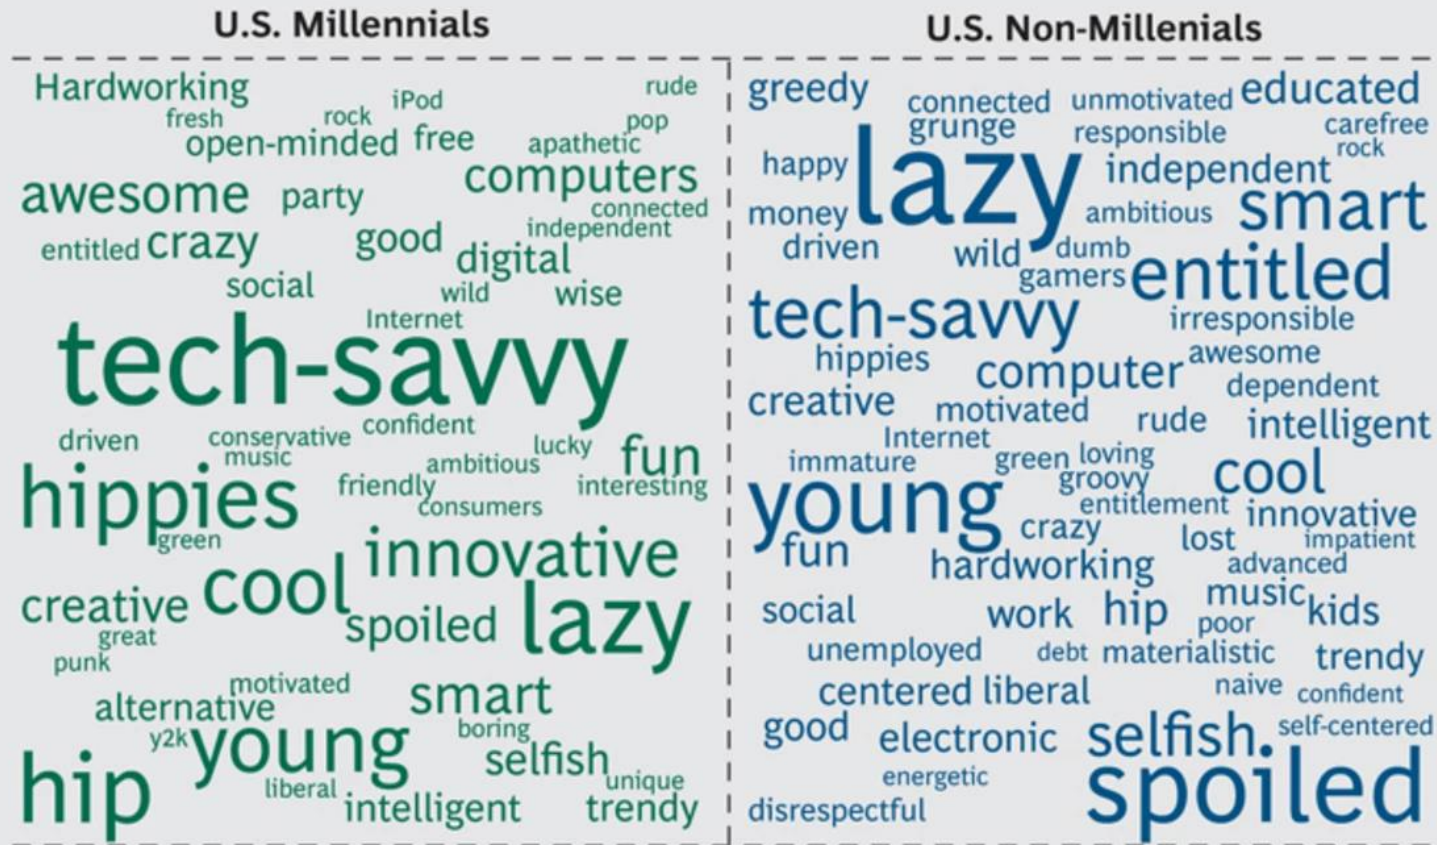 U.S. Millennials
Hardworking
iPod
rude
fresh
rock
pop
open-minded
free
apathetic
computers
awesome
party
connected
independent
entitled
crazy
good
digital
social
wild
wise
Internet
tech-savvy
confident
driven
conservative
music
lucky
fun
ambitious
hippies
friendly
interesting
consumers
green
innovative
cool
creative
spoiled
lazy
great
punk
motivated
smart
alternative
y2k
young
boring
selfish
hip
liberal
unique
intelligent
trendy
U.S. Non-Millenials
greedy
connected
unmotivated
educated
grunge
responsible
carefree
rock
happy
lazy
independent
money
ambitious
smart
driven
wild
dumb
gamers
entitled
tech-savvy
irresponsible
hippies
awesome
computer
dependent
creative
motivated
rude
intelligent
Internet
immature
green
loving
groovy
cool
young
entitlement
innovative
crazy
lost
impatient
fun
hardworking
advanced
music
social
work
hip
poor
kids
unemployed
debt
materialistic
trendy
centered
liberal
naive
confident
good
electronic
selfish.
self-centered
energetic
spoiled
disrespectful